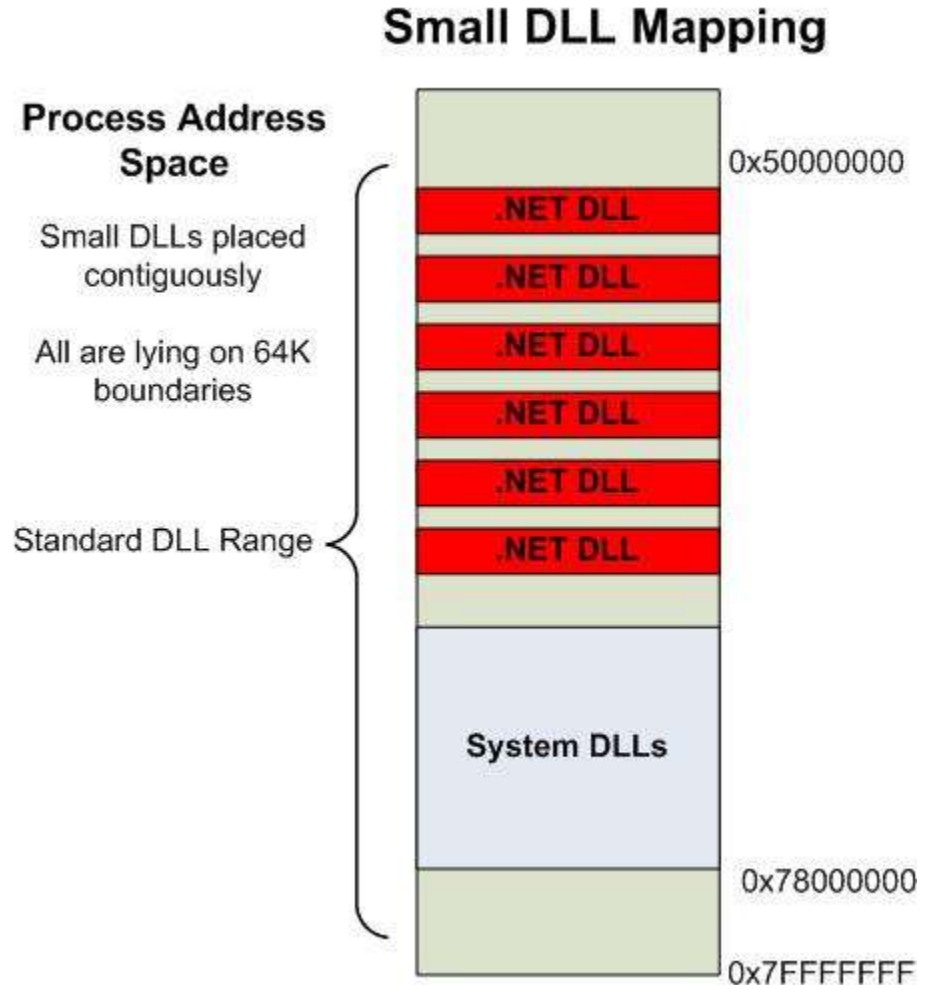 Small DLL Mapping
Process Address
Space
Small DLLs placed
contiguously
All are lying on 64K
boundaries
Standard DLL Range
0x50000000
.NET DLL
.NET DLL
.NET DLL
.NET DLL
.NET DLL
.NET DLL
System DLLs
0x78000000
0x7FFFFFFF